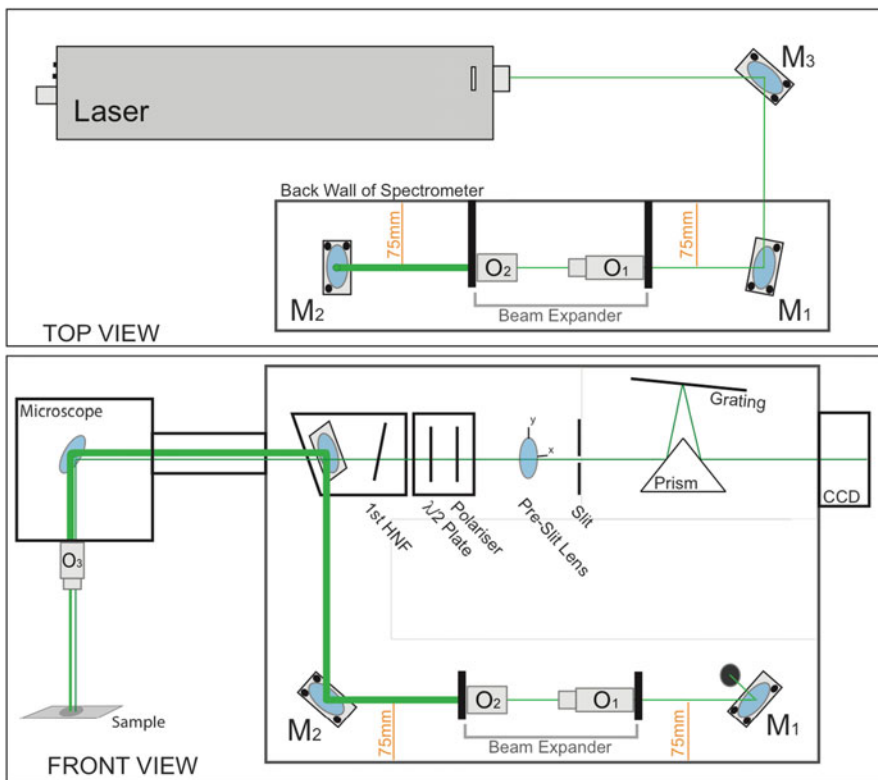 Laser
M3
Back Wall of Spectrometer
75mm
75mm
O2
O1
M2
M1
Beam Expander
TOP VIEW
Microscope
Grating
Prism
CCD
1st HNF
λ/2 Plate
Polariser
y
x
Pre-Slit Lens
Slit
O3
Sample
M2
O2
O1
M1
75mm
75mm
Beam Expander
FRONT VIEW